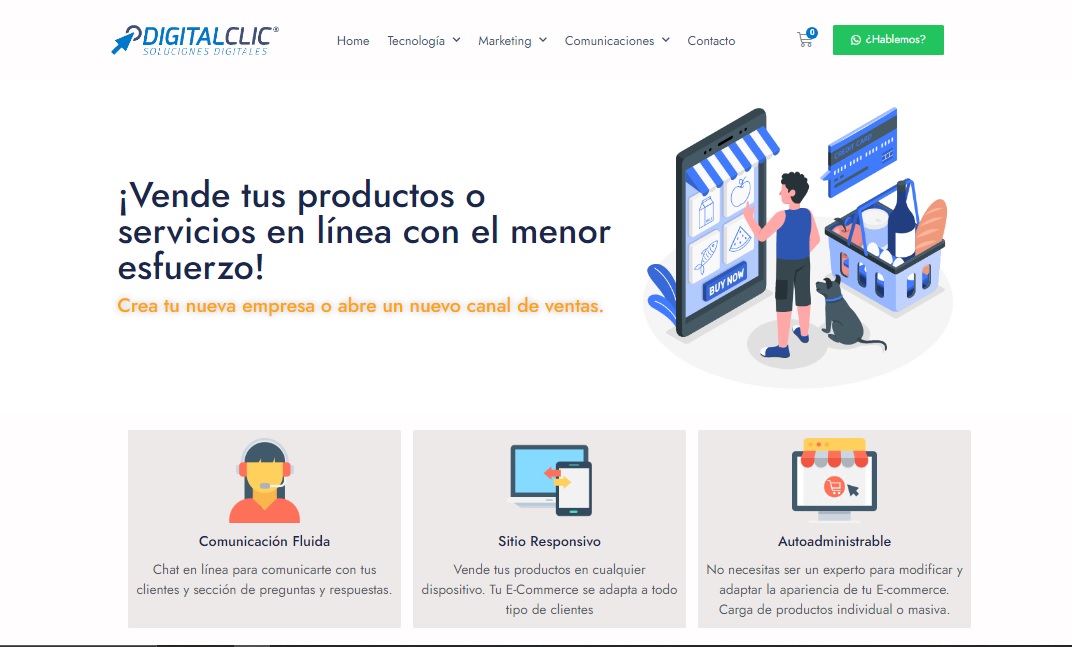 DIGITALCLIC®
SOLUCIONES DIGITALES
Home Tecnología Marketing Comunicaciones Contacto
0
¿Hablemos?
¡Vende tus productos o
servicios en línea con el menor
esfuerzo!
Crea tu nueva empresa o abre un nuevo canal de ventas.
CREDIT CARD
BUY NOW
Comunicación Fluida
Chat en línea para comunicarte con tus
clientes y sección de preguntas y respuestas.
Sitio Responsivo
Vende tus productos en cualquier
dispositivo. Tu E-Commerce se adapta a todo
tipo de clientes
Autoadministrable
No necesitas ser un experto para modificar y
adaptar la apariencia de tu E-commerce.
Carga de productos individual o masiva.